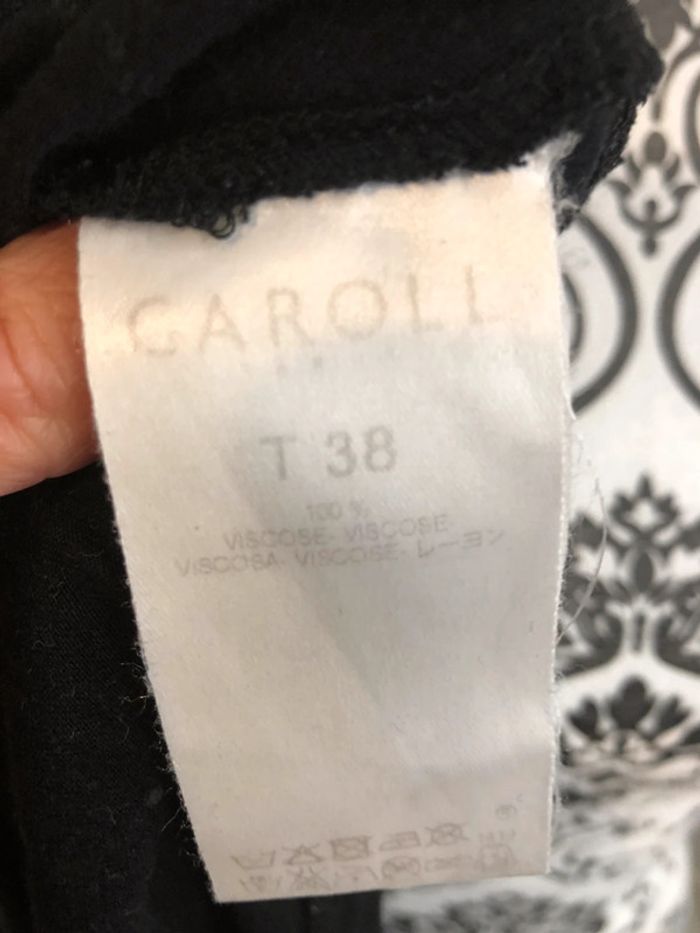 CAROLL
T 38
100 %
VISCOSE- VISCOSE-
VISCOSA- VISCOSE- レーヨン